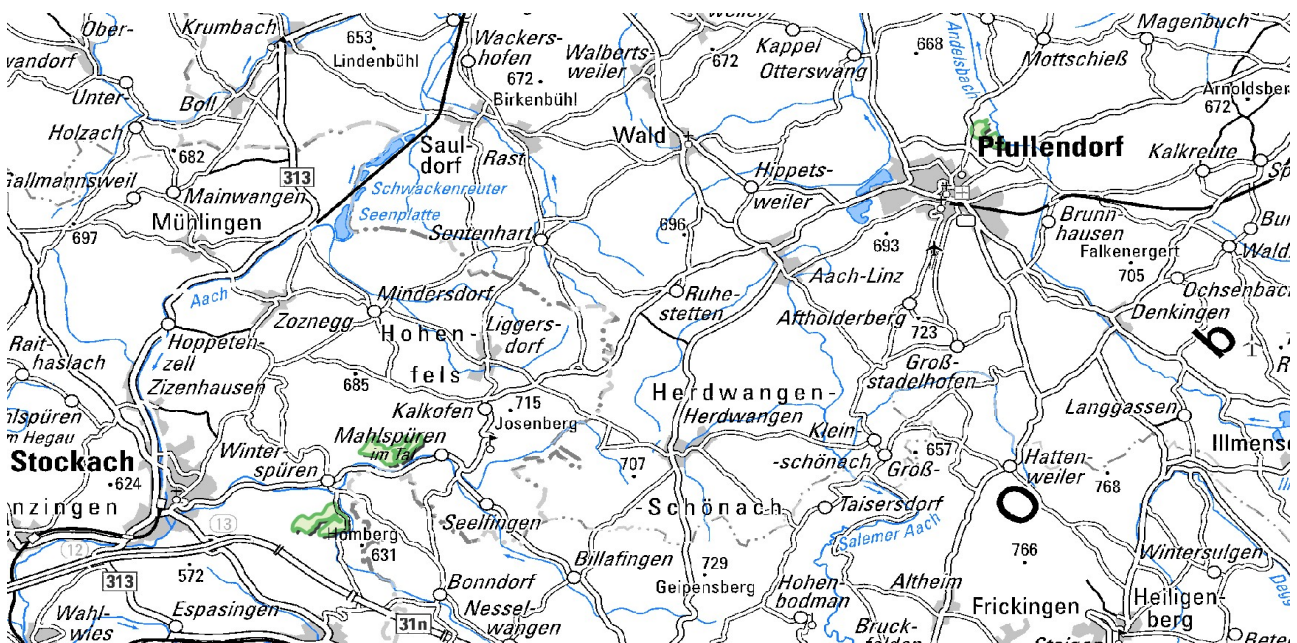 Ober-
Krumbach
653
Lindenbühl
Wackers-
hofen
672
Birkenbühl
Walberts
weiler
672
Kappel
Otterswang
668
Andelsbach
Magenbuch
Mottschieß
Unter-
Boll
Holzach
682
Arnoldsber
672
Saul-
dorf
Rast
Wald
Pfullendorf
Kalkreute
Sp
Gallmannsweil
Mainwangen
313
Schwackenreuter
Seenplatte
Hippets-
weiler
Mühlingen
697
Sentenhart
696
693
Brunn
hausen
Falkenergert
705
Aach-Linz
Ochsenbach
Aach
Mindersdorf
Ruhe-
stetten
Denkingen
Zoznegg
Hohen-
fels
Liggers-
dorf
Aftholderberg
723
b
Rait-
haslach
Hoppeten-
zell
Zizenhausen
685
Groß-
stadelhofen
R
Kalkofen
715
Josenberg
Herdwangen-
Herdwangen
Langgassen
m Hegau
Mahlspüren
im Tal
Winter-
spüren
Klein-
-schönach
Groß-
657
Illmens
Stockach
624
707
Hatten-
weiler
768
nzingen
13
12
Seelfingen
-Schönach
Taisersdorf
Salemer Aach
O
Homberg
631
766
Wintersulgen
572
313
Billafingen
729
Geipensberg
Bonndorf
Altheim
Hohen-
bodman
Frickingen
Heiligen-
berg
Wahl-
wies
Espasingen
31n
Nessel-
wangen
Bruck-